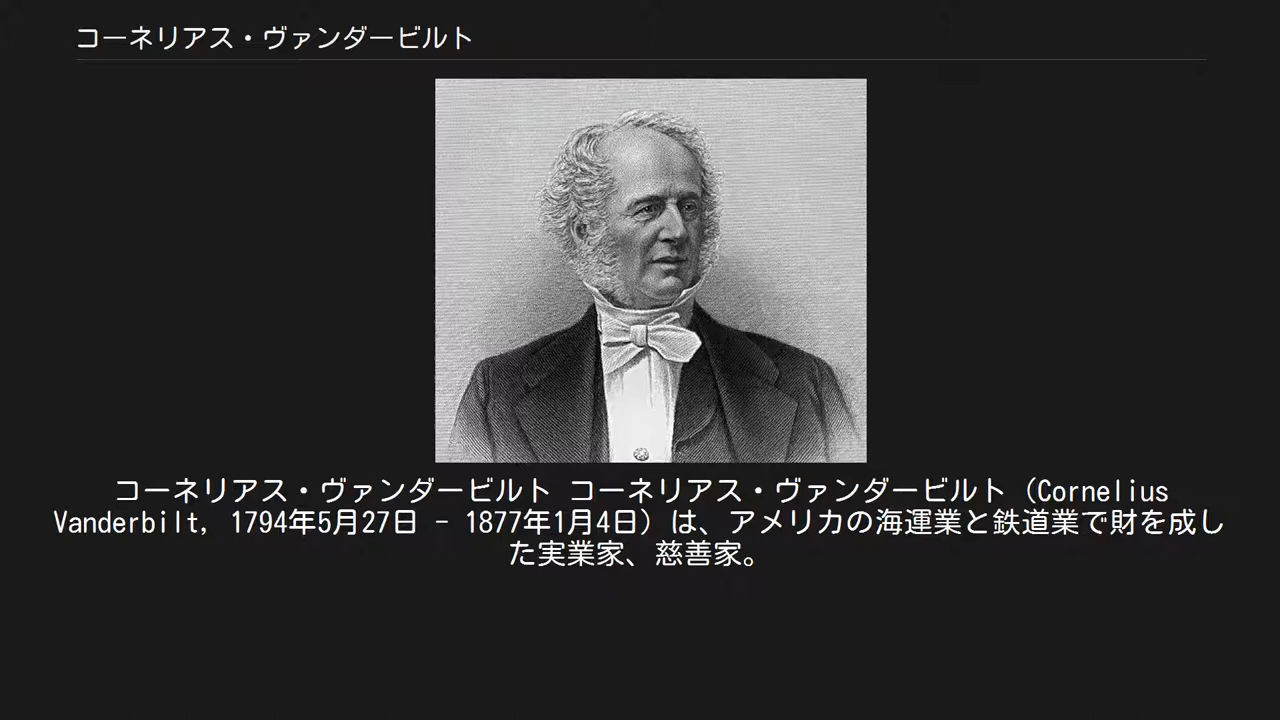 コーネリアス・ヴァンダービルト
コーネリアス・ヴァンダービルト コーネリアス・ヴァンダービルト（Cornelius
Vanderbilt, 1794年5月27日 - 1877年1月4日）は、アメリカの海運業と鉄道業で財を成し
た実業家、慈善家。